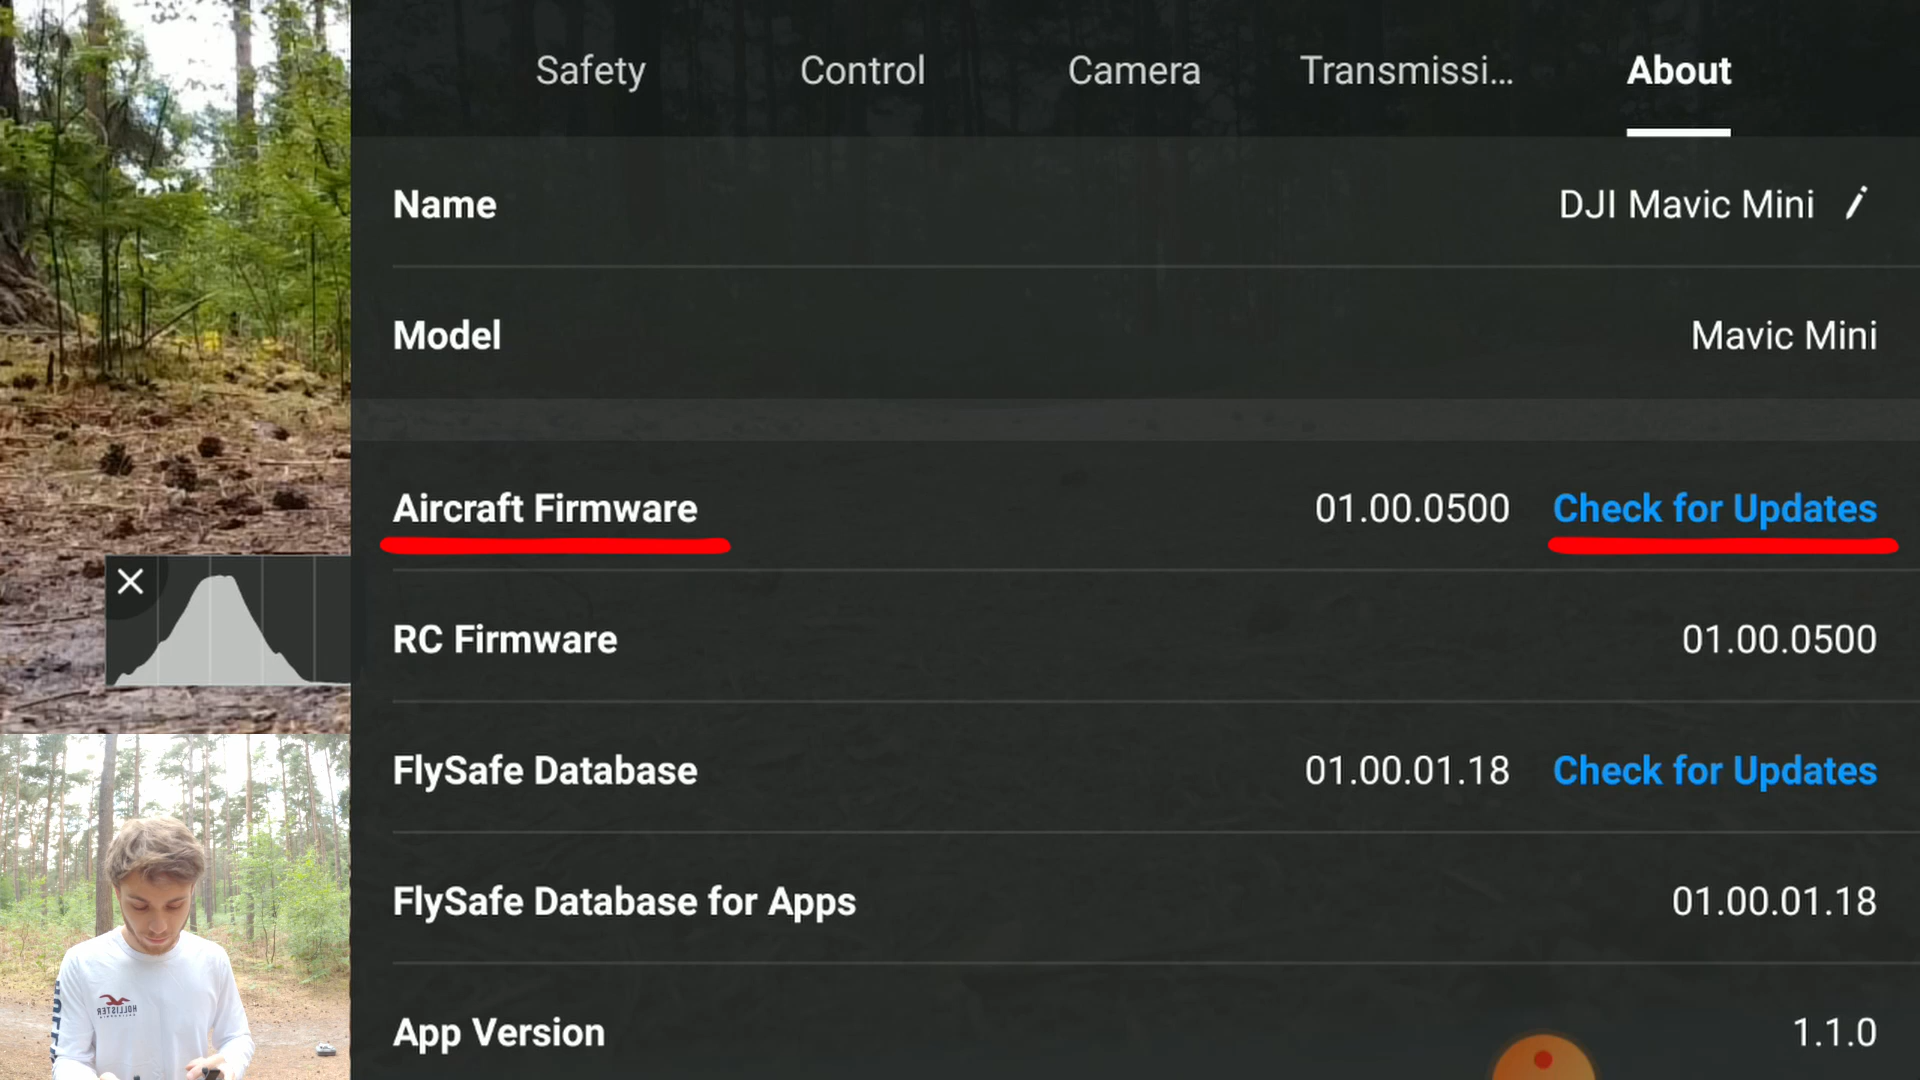 Safety Control Camera Transmissi... About
Name DJI Mavic Mini
Model Mavic Mini
Aircraft Firmware 01.00.0500 Check for Updates
RC Firmware 01.00.0500
FlySafe Database 01.00.01.18 Check for Updates
FlySafe Database for Apps 01.00.01.18
App Version 1.1.0
HOLLISTER